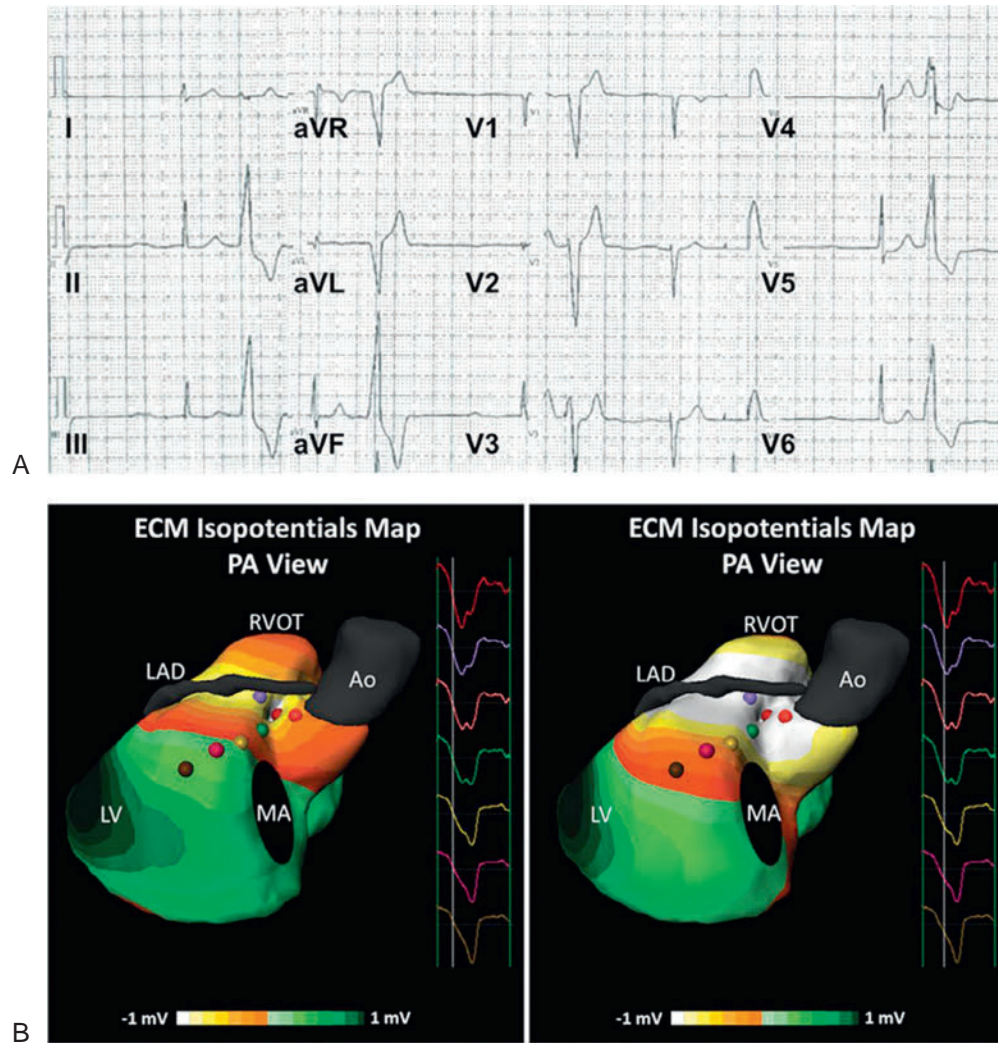 I
aVR
V1
V4
II
aVL
V2
V5
III
aVF
V3
V6
A
ECM Isopotentials Map
PA View
RVOT
LAD
Ao
LV
MA
-1 mV
1 mV
ECM Isopotentials Map
PA View
RVOT
LAD
Ao
LV
MA
-1 mV
1 mV
B